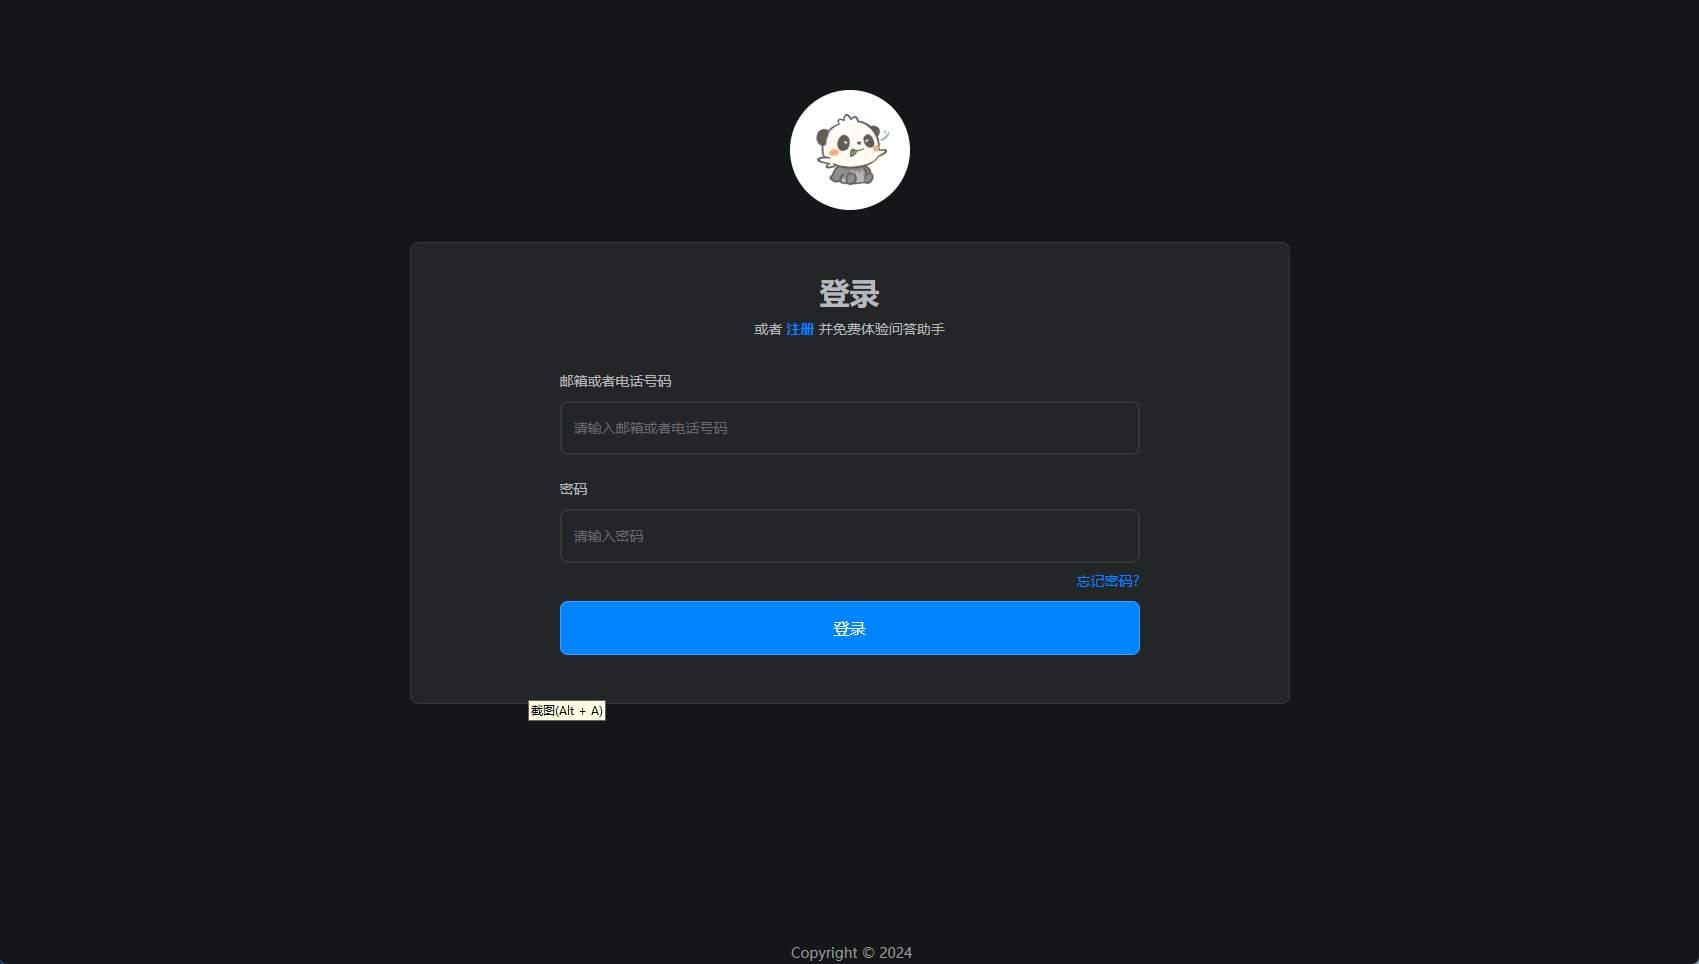 登录
或者 注册 并免费体验问答助手
邮箱或者电话号码
请输入邮箱或者电话号码
密码
请输入密码
忘记密码?
登录
截图(Alt + A)
Copyright © 2024